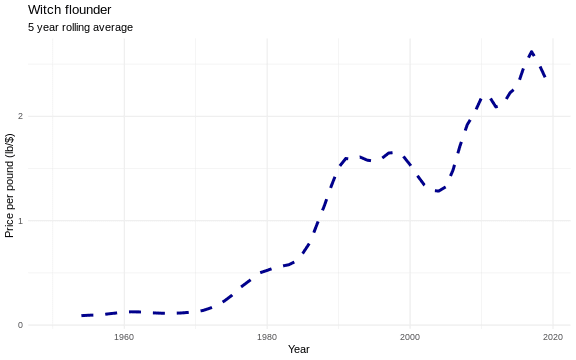 Witch flounder
5 year rolling average
Price per pound (lb/$)
2
1
0
1960
1980
2000
2020
Year